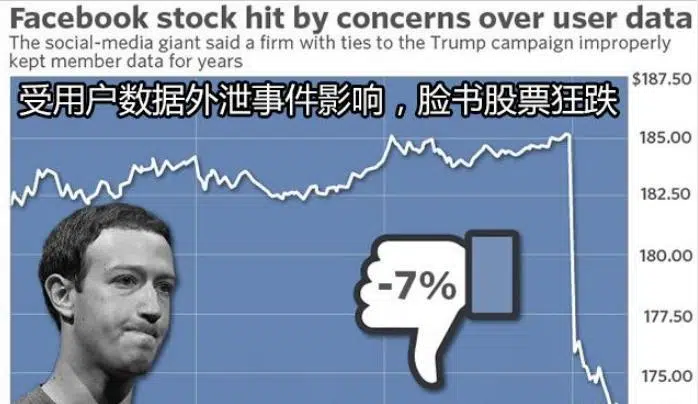 Facebook stock hit by concerns over user data
The social-media giant said a firm with ties to the Trump campaign improperly
kept member data for years
受用户数据外泄事件影响，脸书股票狂跌
$187.50
185.00
182.50
180.00
-7%
177.50
175.00